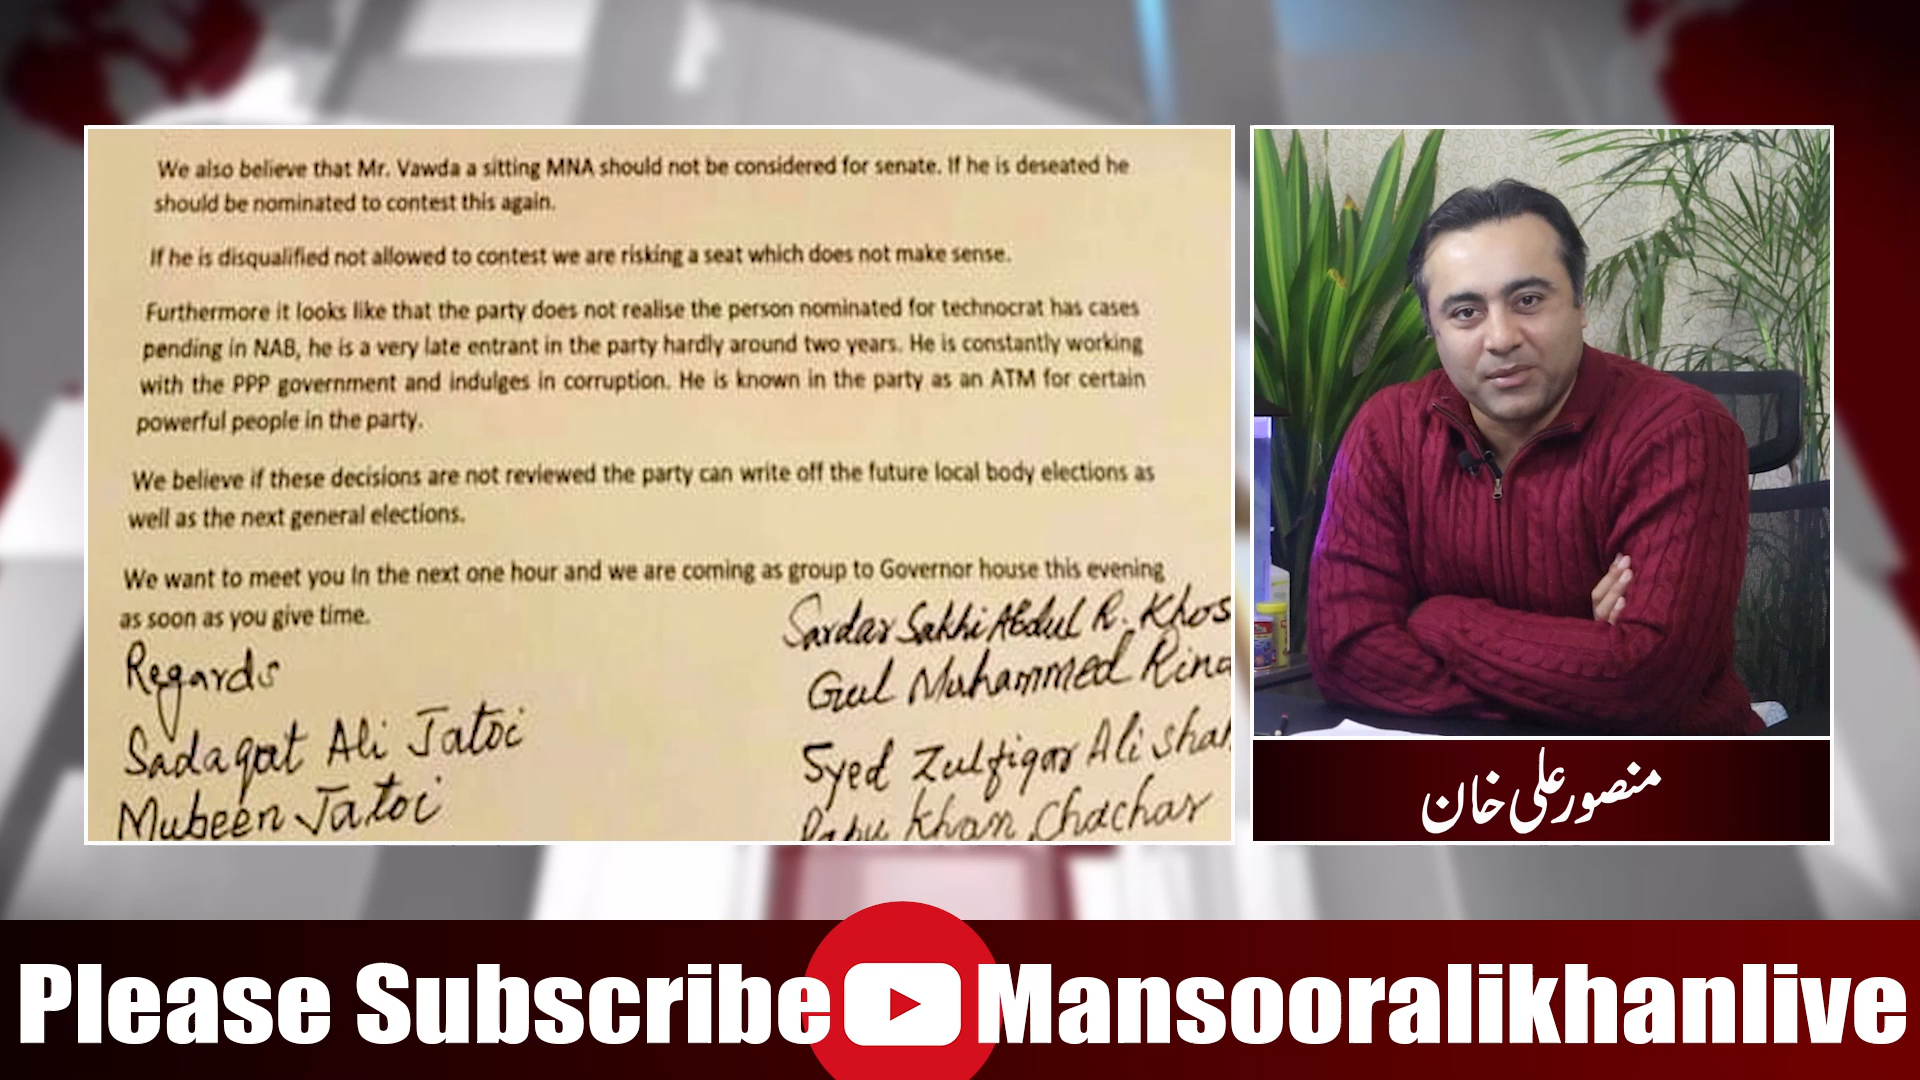 We also believe that Mr. Vawda a sitting MNA should not be considered for senate. If he is deseated he
should be nominated to contest this again.
If he is disqualified not allowed to contest we are risking a seat which does not make sense.
Furthermore it looks like that the party does not realise the person nominated for technocrat has cases
pending in NAB, he is a very late entrant in the party hardly around two years. He is constantly working
with the PPP government and indulges in corruption. He is known in the party as an ATM for certain
powerful people in the party.
We believe if these decisions are not reviewed the party can write off the future local body elections as
well as the next general elections.
We want to meet you in the next one hour and we are coming as group to Governor house this evening
as soon as you give time.
Regards
Sadaqat Ali Jatoi
Mubeen Jatoi
Sardar Sakhi Abdul R. Khos
Gul Muhammed Rind
Syed Zulfiqar Ali Shah
Khan Chachar
منصور علی خان
Please Subscribe Mansooralikhanlive